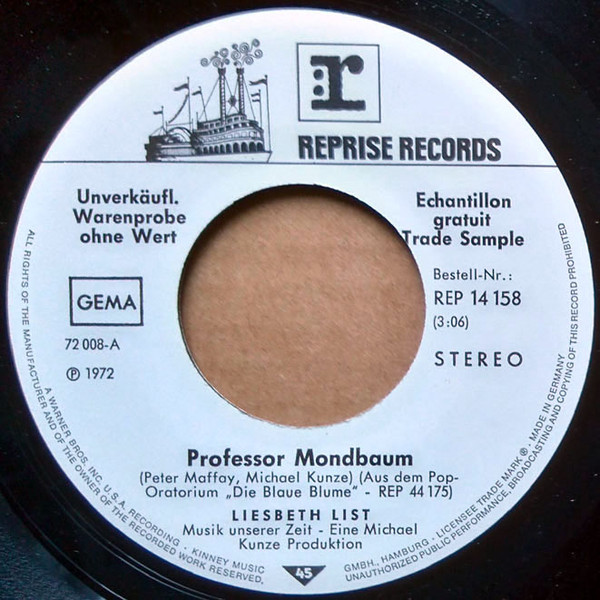 r
REPRISE RECORDS
Unverkäufl.
Warenprobe
ohne Wert
Echantillon
gratuit
Trade Sample
GEMA
72 008-A
Ⓟ 1972
Bestell-Nr.:
REP 14 158
(3:06)
STEREO
Professor Mondbaum
(Peter Maffay, Michael Kunze) (Aus dem Pop-
Oratorium „Die Blaue Blume" - REP 44 175)
LIESBETH LIST
Musik unserer Zeit - Eine Michael
Kunze Produktion
45
ALL RIGHTS OF THE MANUFACTURER AND OF THE OWNER OF THE RECORDED WORK RESERVED.
A WARNER BROS. INC. U.S.A. RECORDING - KINNEY MUSIC GMBH., HAMBURG - LICENSEE TRADE MARK ® - MADE IN GERMANY
UNAUTHORIZED PUBLIC PERFORMANCE, BROADCASTING AND COPYING OF THIS RECORD PROHIBITED